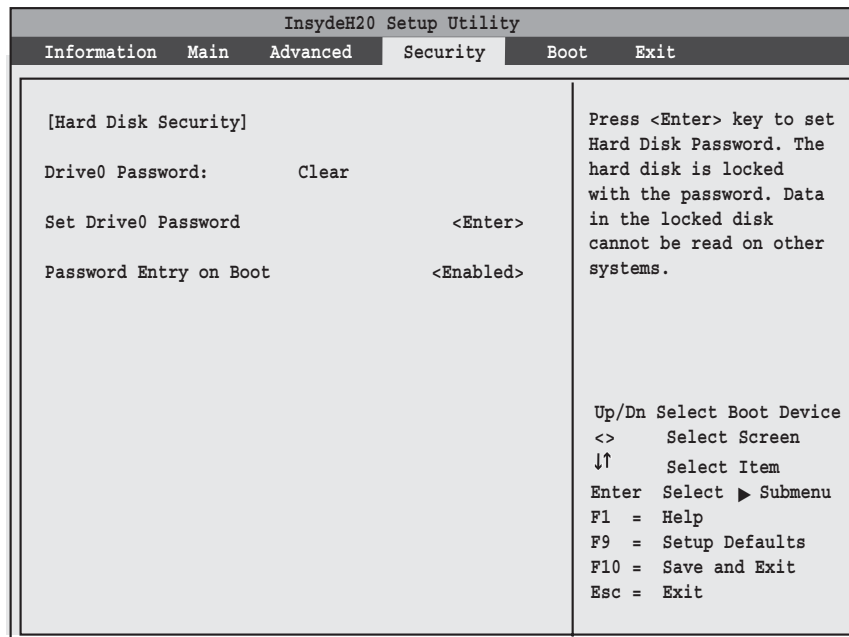 InsydeH20 Setup Utility
Information Main Advanced Security Boot Exit
[Hard Disk Security]
Drive0 Password: Clear
Set Drive0 Password <Enter>
Password Entry on Boot <Enabled>
Press <Enter> key to set
Hard Disk Password. The
hard disk is locked
with the password. Data
in the locked disk
cannot be read on other
systems.
Up/Dn Select Boot Device
<> Select Screen
↓↑ Select Item
Enter Select ▶ Submenu
F1 = Help
F9 = Setup Defaults
F10 = Save and Exit
Esc = Exit